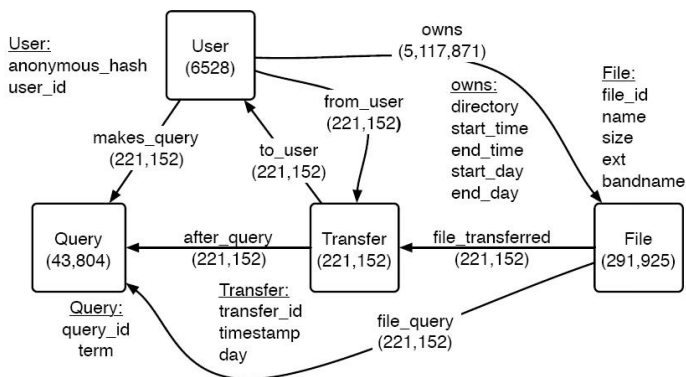 User:
anonymous_hash
user_id
User
(6528)
owns
(5,117,871)
owns:
directory
start_time
end_time
start_day
end_day
File:
file_id
name
size
ext
bandname
from_user
(221,152)
makes_query
(221,152)
to_user
(221,152)
Query
(43,804)
after_query
(221,152)
Transfer
(221,152)
file_transferred
(221,152)
File
(291,925)
Query:
query_id
term
Transfer:
transfer_id
timestamp
day
file_query
(221,152)